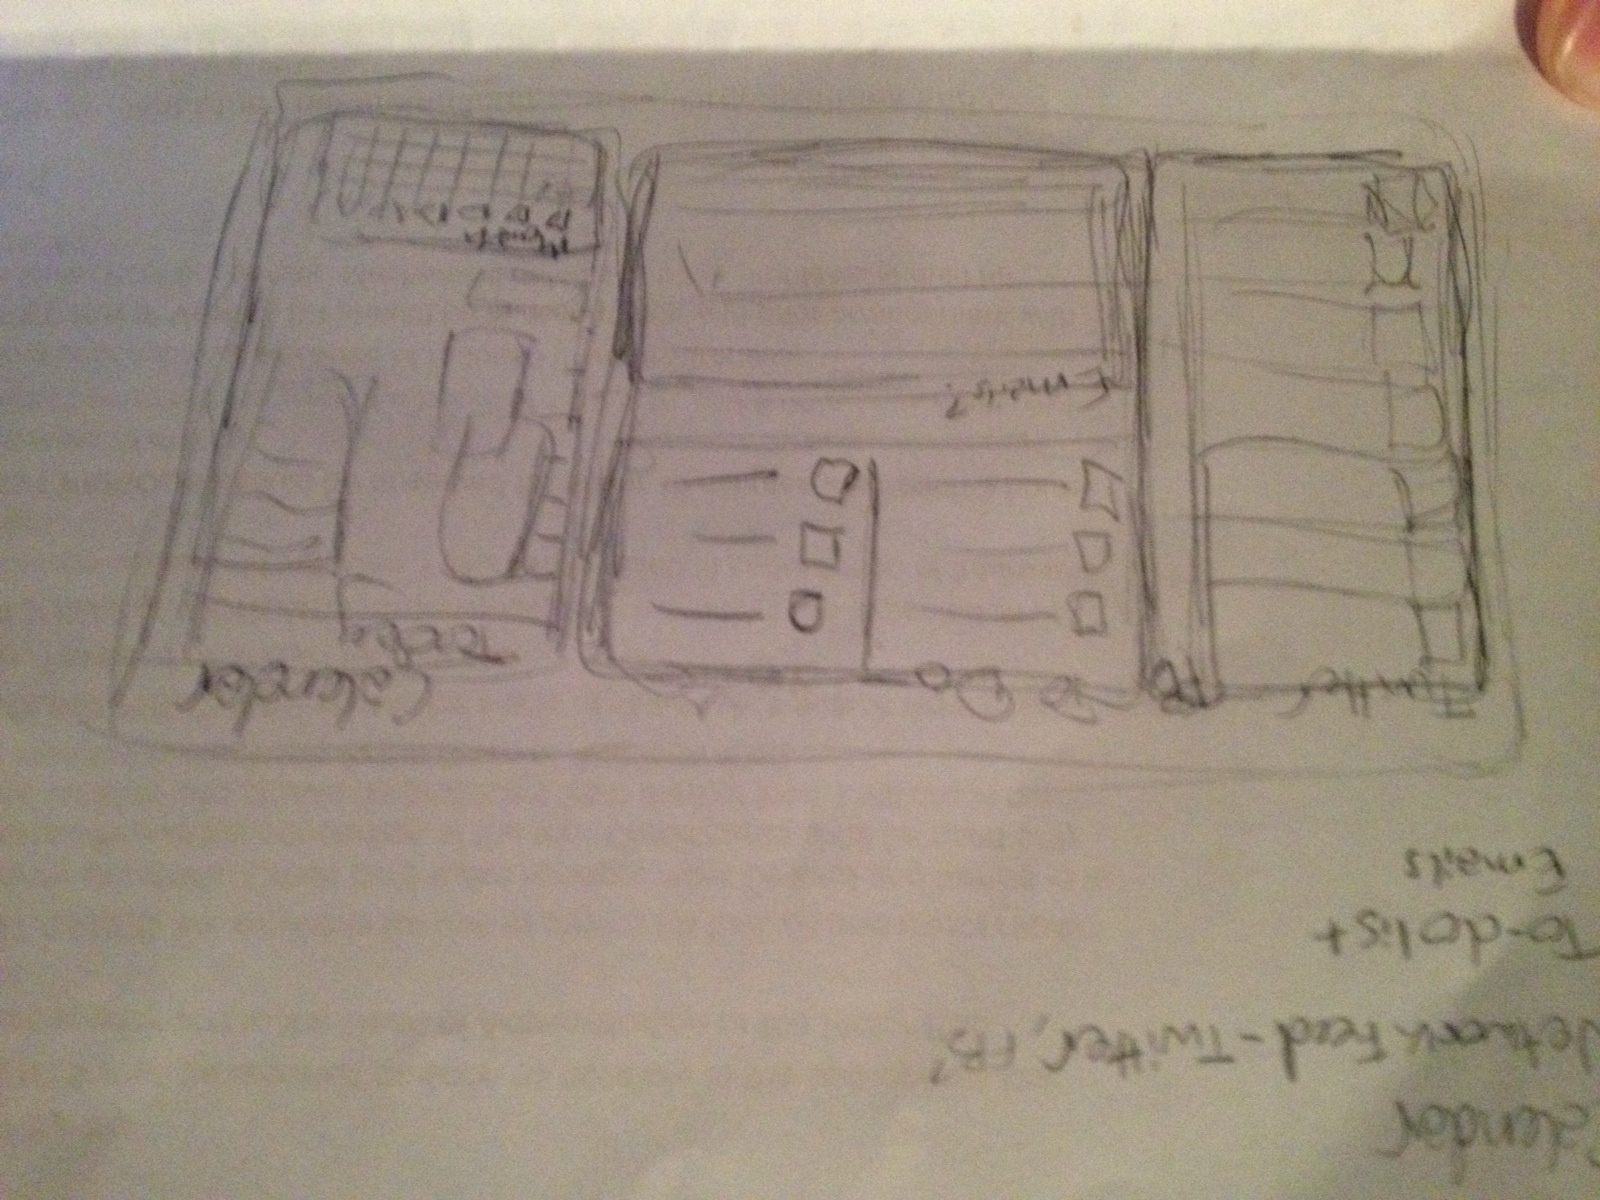 Calendar
Network Feed - Twitter, FB?
To-do list
Emails
Twitter FB To Do Calendar
Today
Emails?
Month